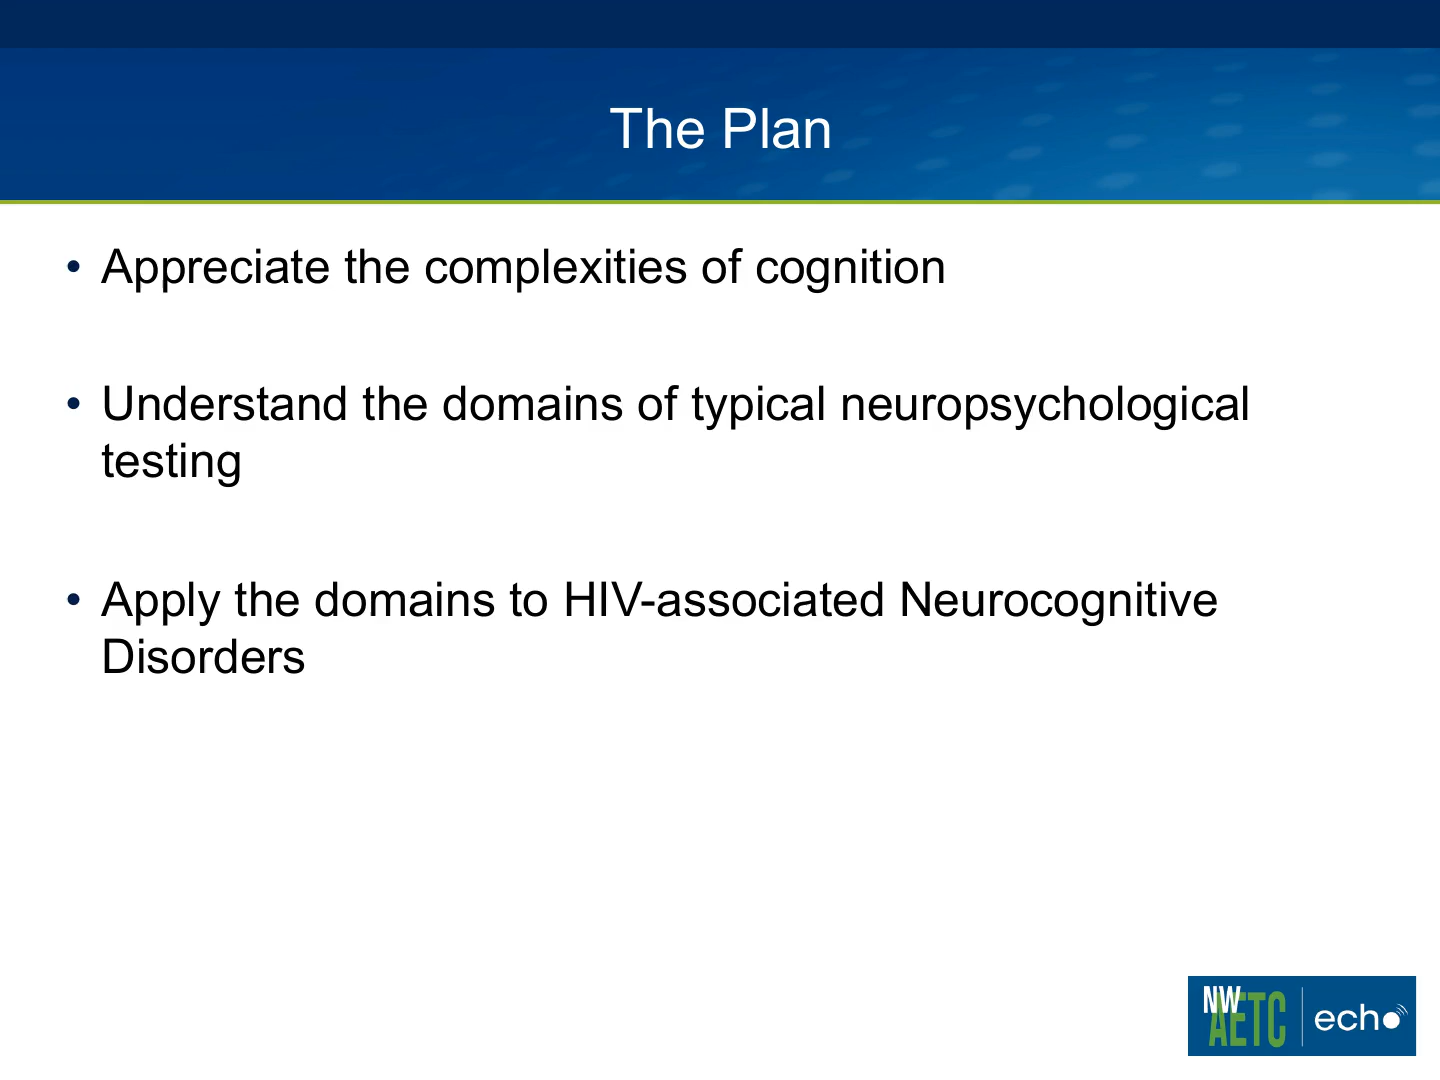 The Plan
• Appreciate the complexities of cognition
• Understand the domains of typical neuropsychological
testing
• Apply the domains to HIV-associated Neurocognitive
Disorders
NW
AETC
echo